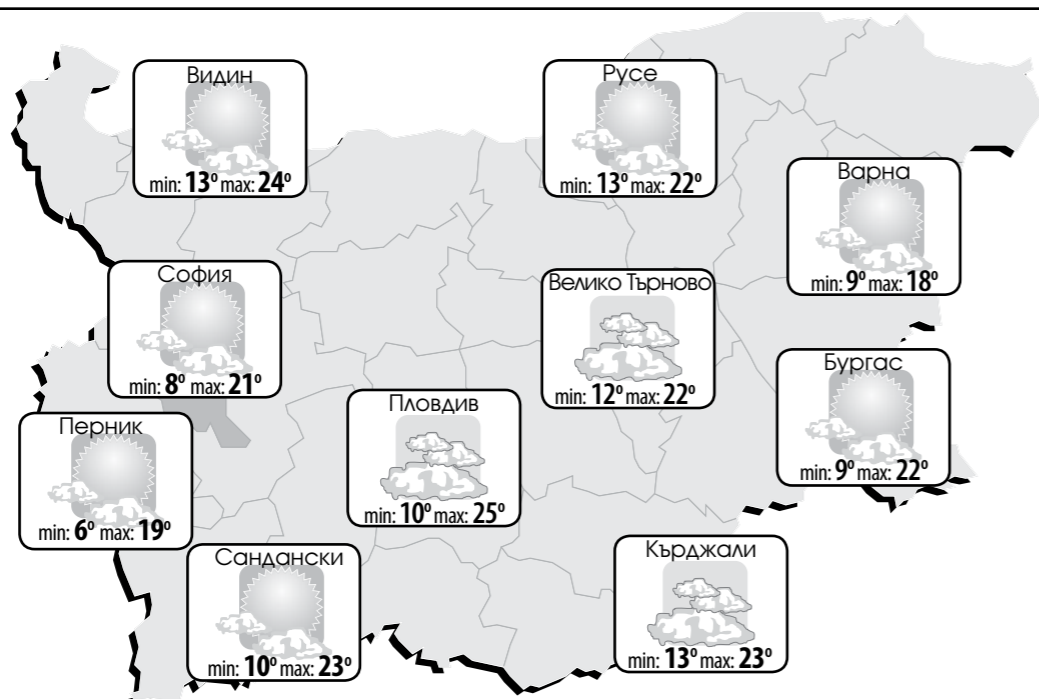 Видин
min: 13° max: 24°
Русе
min: 13° max: 22°
Варна
min: 9° max: 18°
София
min: 8° max: 21°
Велико Търново
min: 12° max: 22°
Бургас
min: 9° max: 22°
Пловдив
min: 10° max: 25°
Перник
min: 6° max: 19°
Сандански
min: 10° max: 23°
Кърджали
min: 13° max: 23°